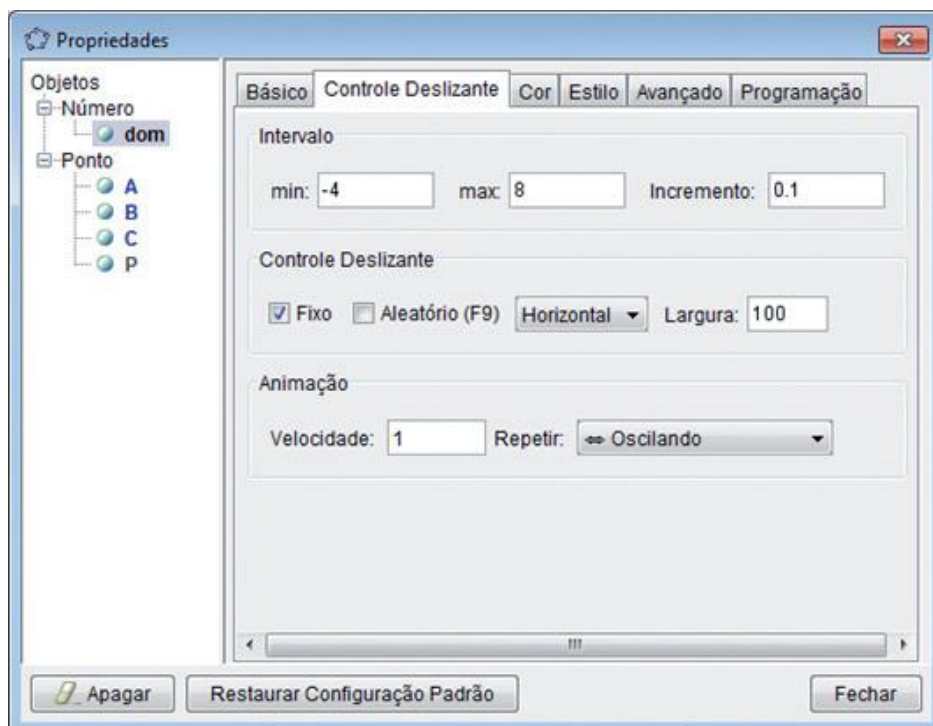 Propriedades
Objetos
Número
dom
Ponto
A
B
C
P
Básico Controle Deslizante Cor Estilo Avançado Programação
Intervalo
min: -4 max: 8 Incremento: 0.1
Controle Deslizante
Fixo Aleatório (F9) Horizontal Largura: 100
Animação
Velocidade: 1 Repetir: ⇔ Oscilando
Apagar Restaurar Configuração Padrão Fechar